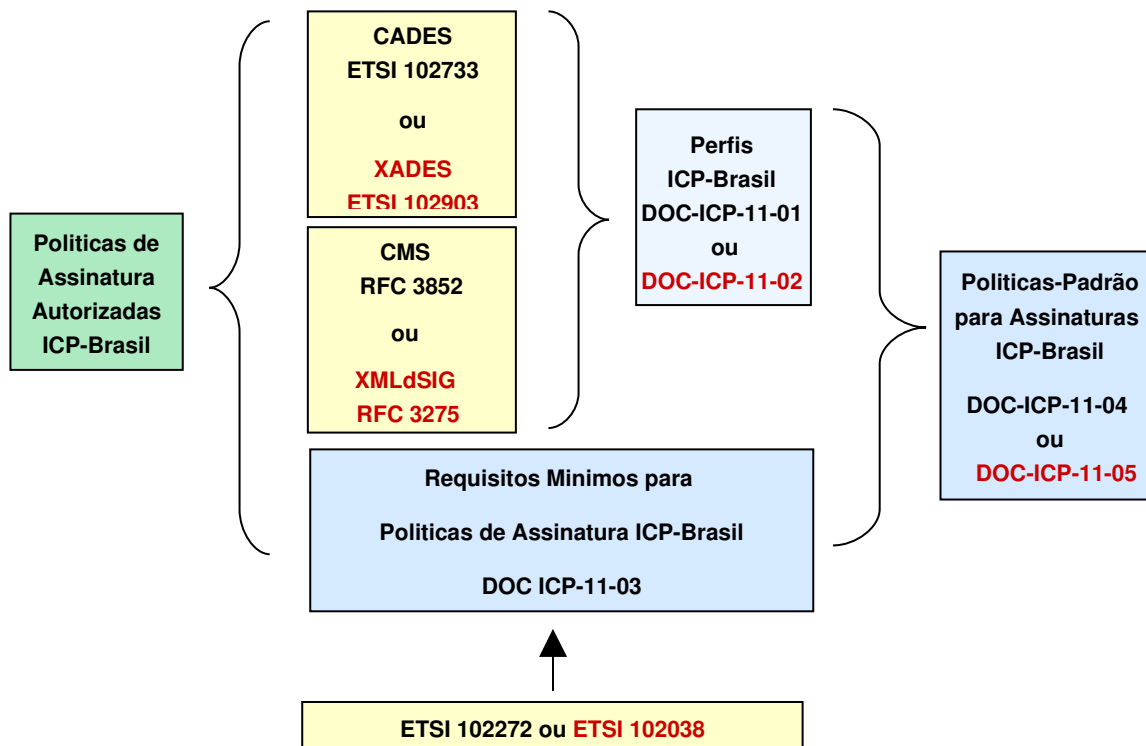 Politicas de
Assinatura
Autorizadas
ICP-Brasil
CADES
ETSI 102733
ou
XADES
ETSI 102903
CMS
RFC 3852
ou
XMLdSIG
RFC 3275
Requisitos Minimos para
Politicas de Assinatura ICP-Brasil
DOC ICP-11-03
ETSI 102272 ou ETSI 102038
Perfis
ICP-Brasil
DOC-ICP-11-01
ou
DOC-ICP-11-02
Politicas-Padrão
para Assinaturas
ICP-Brasil
DOC-ICP-11-04
ou
DOC-ICP-11-05